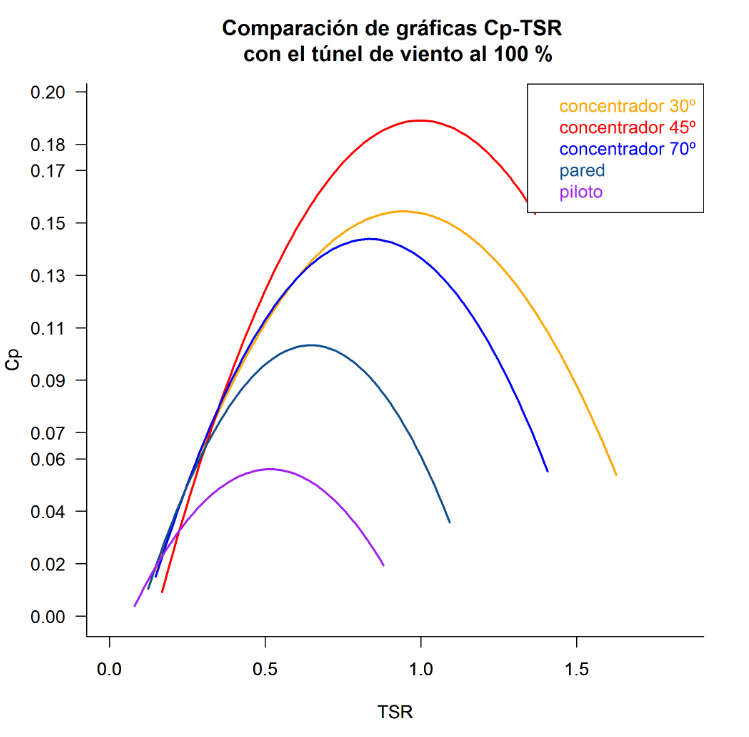 Comparación de gráficas Cp-TSR
con el túnel de viento al 100 %
concentrador 30º
concentrador 45º
concentrador 70º
pared
piloto
Cp
0.20
0.18
0.17
0.15
0.13
0.11
0.09
0.07
0.06
0.04
0.02
0.00
0.0 0.5 1.0 1.5
TSR